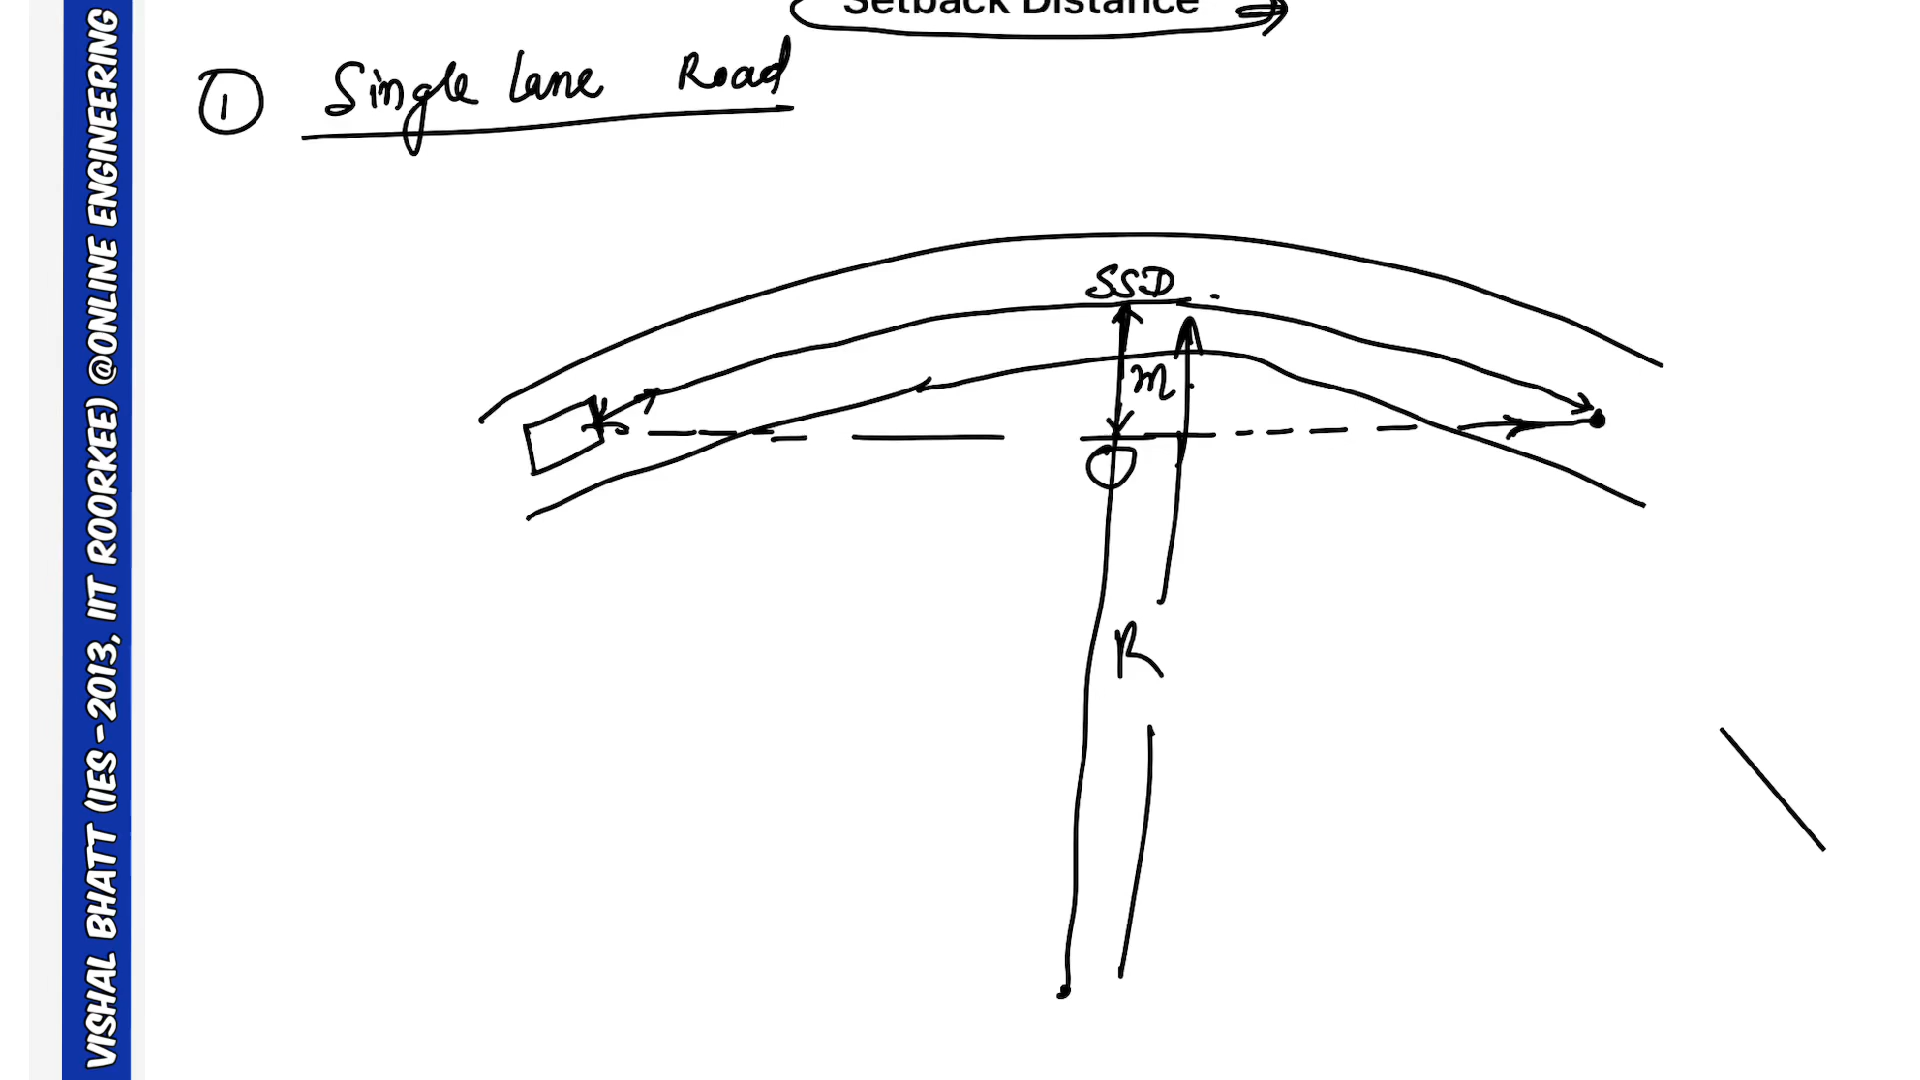 Setback Distance
① Single Lane Road
SSD
m
R
VISHAL BHATT (IES-2013, IIT ROORKEE) @ONLINE ENGINEERING